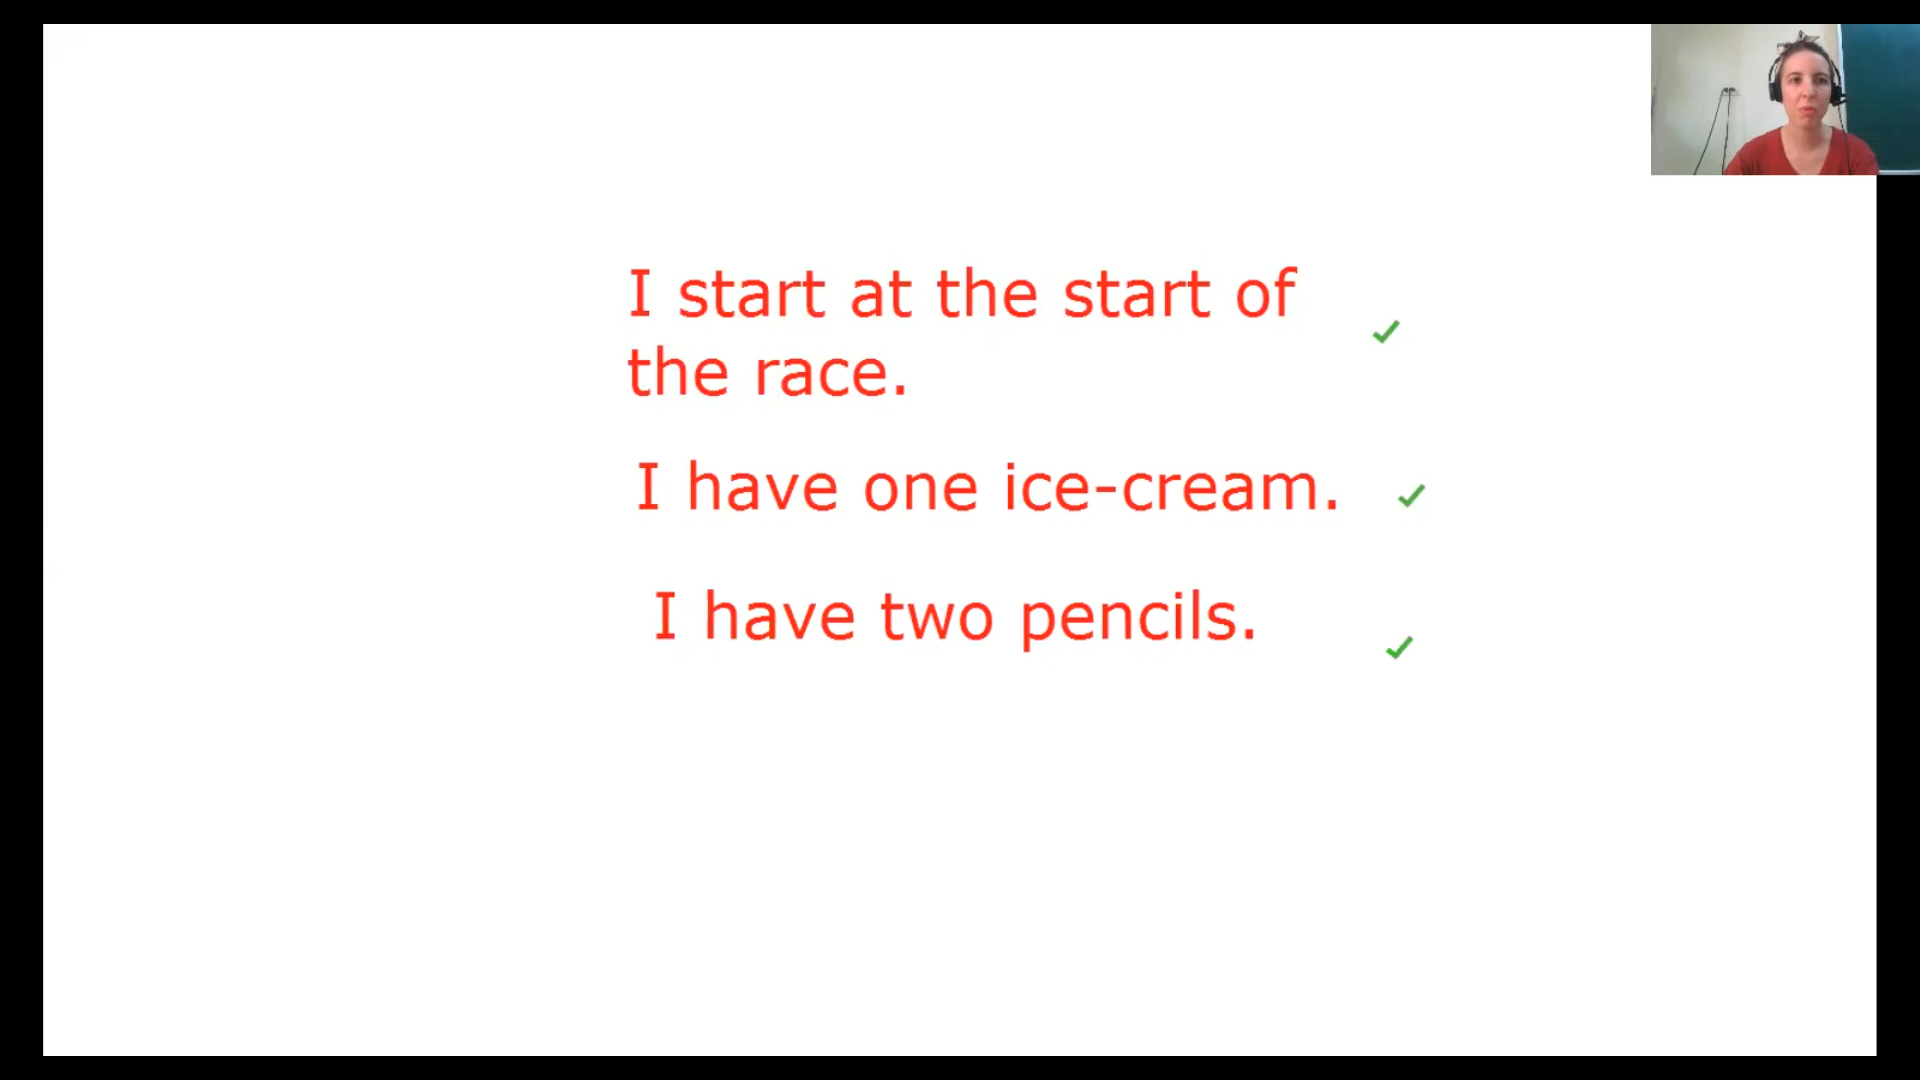 I start at the start of
the race.
I have one ice-cream.
I have two pencils.